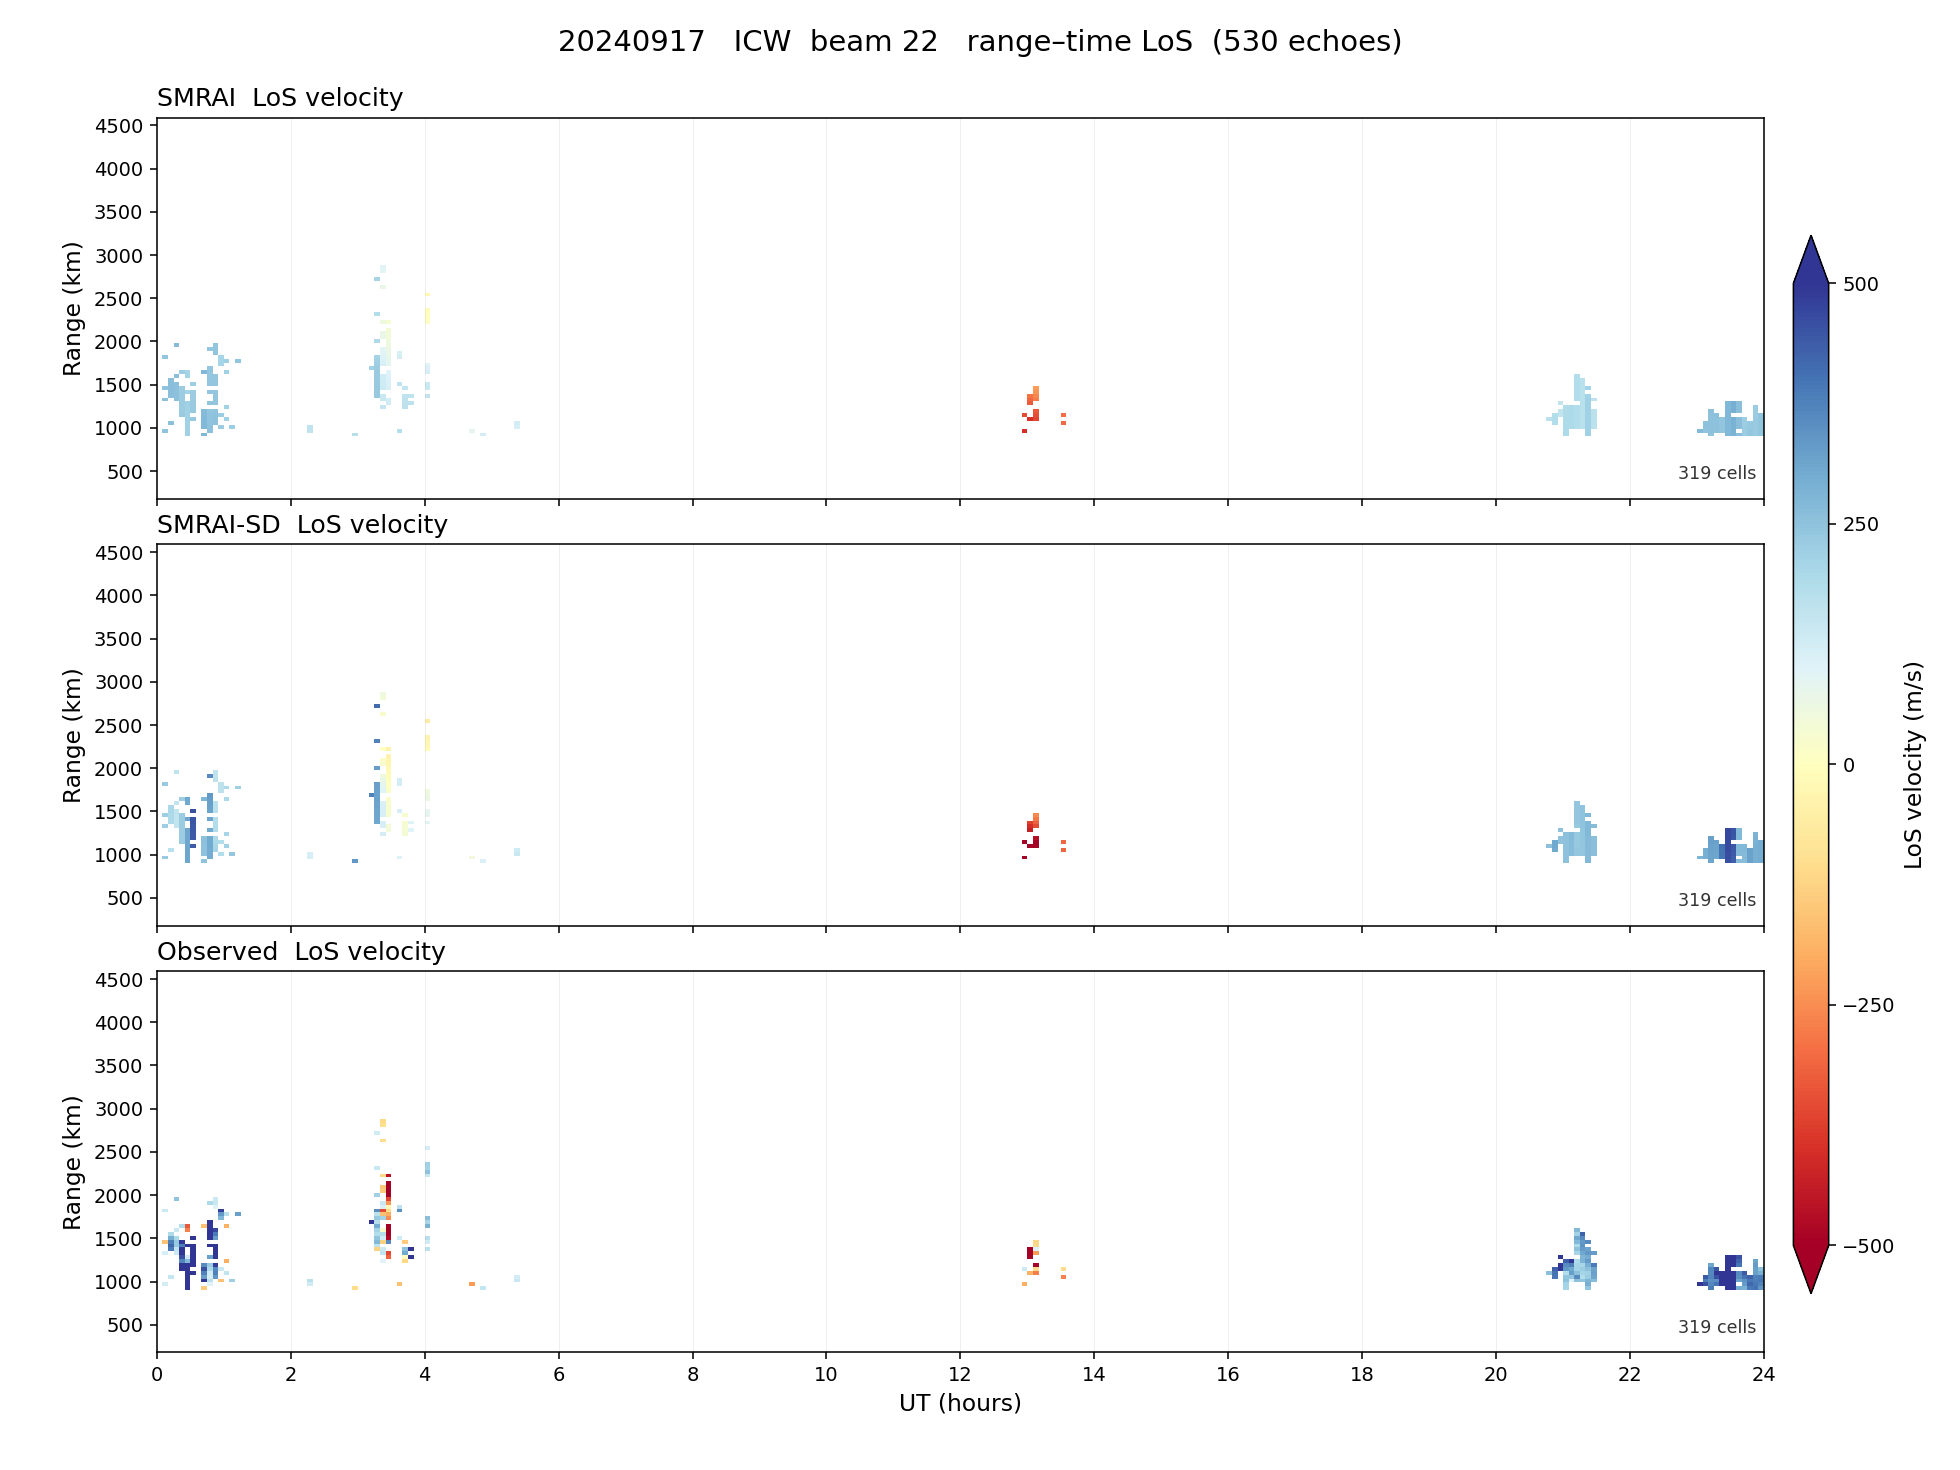 20240917 ICW beam 22 range–time LoS (530 echoes)
SMRAI LoS velocity
4500
4000
3500
3000
2500
2000
1500
1000
500
Range (km)
319 cells
SMRAI-SD LoS velocity
4500
4000
3500
3000
2500
2000
1500
1000
500
Range (km)
319 cells
Observed LoS velocity
4500
4000
3500
3000
2500
2000
1500
1000
500
Range (km)
319 cells
0 2 4 6 8 10 12 14 16 18 20 22 24
UT (hours)
500
250
0
−250
−500
LoS velocity (m/s)